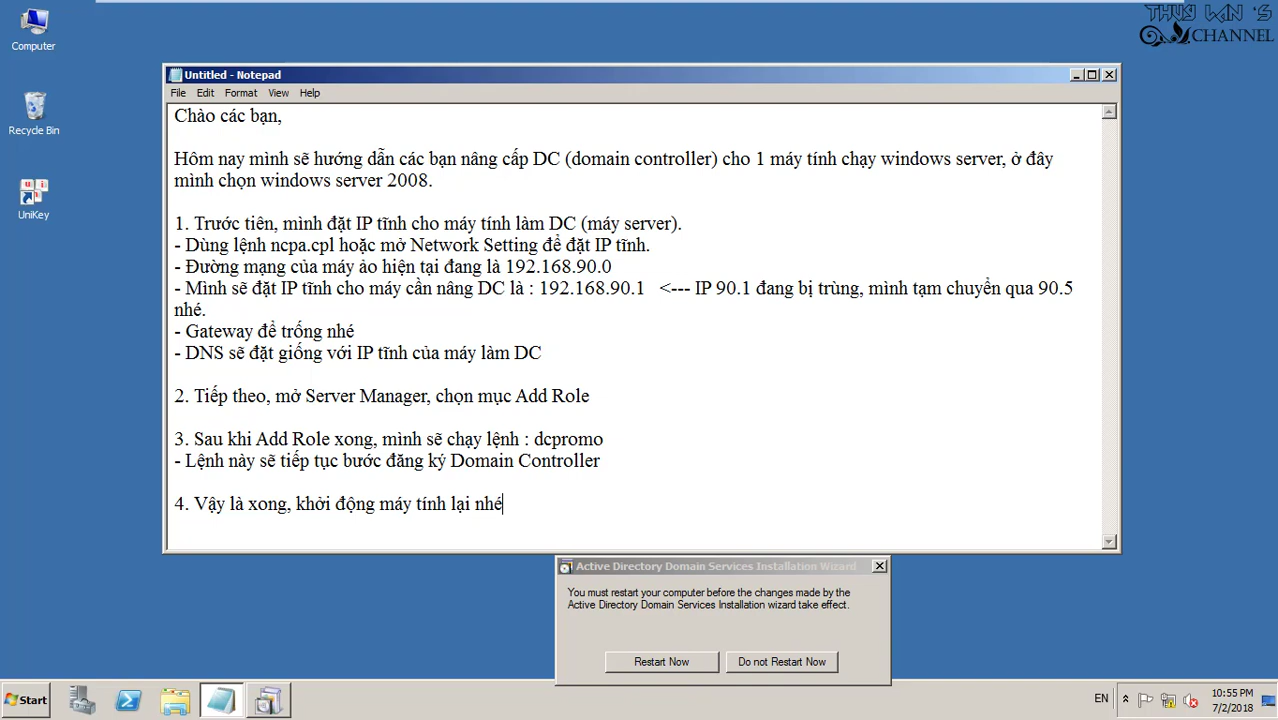 THUY WIN 'S
CHANNEL
Computer
Recycle Bin
UniKey
Untitled - Notepad
File Edit Format View Help
Chào các bạn,
Hôm nay mình sẽ hướng dẫn các bạn nâng cấp DC (domain controller) cho 1 máy tính chạy windows server, ở đây
mình chọn windows server 2008.
1. Trước tiên, mình đặt IP tĩnh cho máy tính làm DC (máy server).
- Dùng lệnh ncpa.cpl hoặc mở Network Setting để đặt IP tĩnh.
- Đường mạng của máy ảo hiện tại đang là 192.168.90.0
- Mình sẽ đặt IP tĩnh cho máy cần nâng DC là : 192.168.90.1 <--- IP 90.1 đang bị trùng, mình tạm chuyển qua 90.5
nhé.
- Gateway để trống nhé
- DNS sẽ đặt giống với IP tĩnh của máy làm DC
2. Tiếp theo, mở Server Manager, chọn mục Add Role
3. Sau khi Add Role xong, mình sẽ chạy lệnh : dcpromo
- Lệnh này sẽ tiếp tục bước đăng ký Domain Controller
4. Vậy là xong, khởi động máy tính lại nhé
Active Directory Domain Services Installation Wizard
You must restart your computer before the changes made by the
Active Directory Domain Services Installation wizard take effect.
Restart Now Do not Restart Now
Start
EN
10:55 PM
7/2/2018